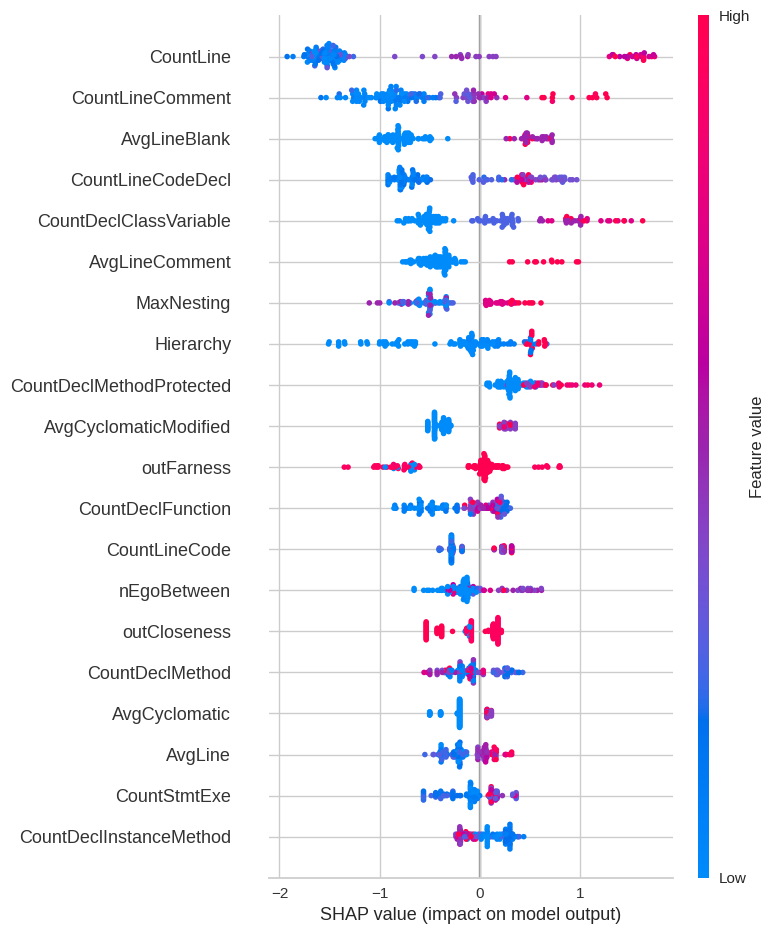 High
CountLine
CountLineComment
AvgLineBlank
CountLineCodeDecl
CountDeclClassVariable
AvgLineComment
MaxNesting
Hierarchy
CountDeclMethodProtected
AvgCyclomaticModified
outFarness
CountDeclFunction
CountLineCode
nEgoBetween
outCloseness
CountDeclMethod
AvgCyclomatic
AvgLine
CountStmtExe
CountDeclInstanceMethod
Feature value
Low
−2 −1 0 1
SHAP value (impact on model output)